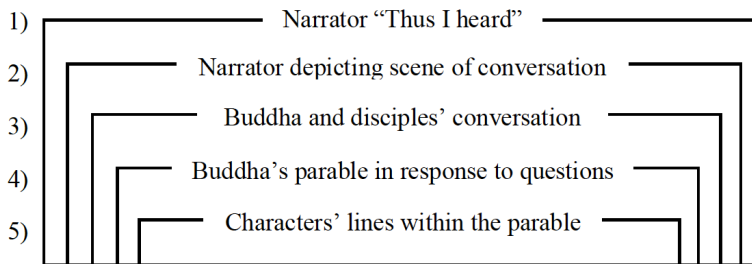 1) Narrator “Thus I heard”
2) Narrator depicting scene of conversation
3) Buddha and disciples’ conversation
4) Buddha’s parable in response to questions
5) Characters’ lines within the parable